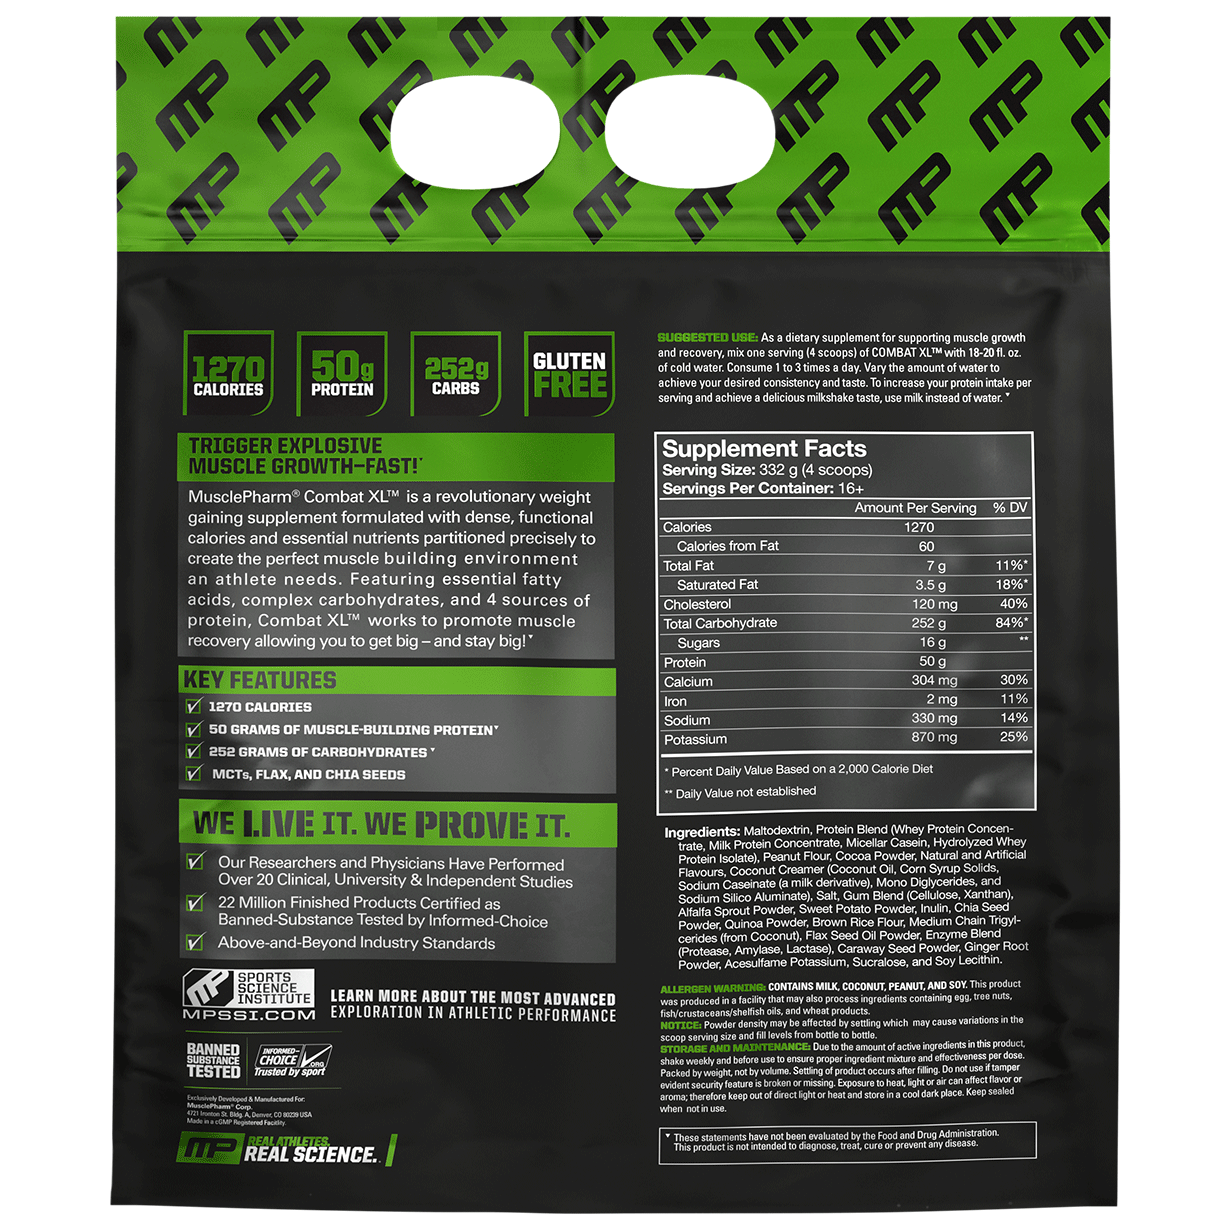 1270
CALORIES
50g
PROTEIN
252g
CARBS
GLUTEN
FREE
TRIGGER EXPLOSIVE
MUSCLE GROWTH–FAST!▼
MusclePharm® Combat XL™ is a revolutionary weight
gaining supplement formulated with dense, functional
calories and essential nutrients partitioned precisely to
create the perfect muscle building environment
an athlete needs. Featuring essential fatty
acids, complex carbohydrates, and 4 sources of
protein, Combat XL™ works to promote muscle
recovery allowing you to get big – and stay big!▼
KEY FEATURES
1270 CALORIES
50 GRAMS OF MUSCLE-BUILDING PROTEIN▼
252 GRAMS OF CARBOHYDRATES ▼
MCTs, FLAX, AND CHIA SEEDS
WE LIVE IT. WE PROVE IT.
Our Researchers and Physicians Have Performed
Over 20 Clinical, University & Independent Studies
22 Million Finished Products Certified as
Banned-Substance Tested by Informed-Choice
Above-and-Beyond Industry Standards
MP SPORTS
SCIENCE
INSTITUTE
MPSSI.COM
LEARN MORE ABOUT THE MOST ADVANCED
EXPLORATION IN ATHLETIC PERFORMANCE
BANNED
SUBSTANCE
TESTED
INFORMED-
CHOICE
.ORG
Trusted by sport
Exclusively Developed & Manufactured For:
MusclePharm® Corp.
4721 Ironton St. Bldg. A, Denver, CO 80239 USA
Made in a cGMP Registered Facitlity.
MP REAL ATHLETES.
REAL SCIENCE.
SUGGESTED USE: As a dietary supplement for supporting muscle growth
and recovery, mix one serving (4 scoops) of COMBAT XL™ with 18-20 fl. oz.
of cold water. Consume 1 to 3 times a day. Vary the amount of water to
achieve your desired consistency and taste. To increase your protein intake per
serving and achieve a delicious milkshake taste, use milk instead of water. ▼
Supplement Facts
Serving Size: 332 g (4 scoops)
Servings Per Container: 16+
Amount Per Serving % DV
Calories 1270
Calories from Fat 60
Total Fat 7 g 11%*
Saturated Fat 3.5 g 18%*
Cholesterol 120 mg 40%
Total Carbohydrate 252 g 84%*
Sugars 16 g **
Protein 50 g
Calcium 304 mg 30%
Iron 2 mg 11%
Sodium 330 mg 14%
Potassium 870 mg 25%
* Percent Daily Value Based on a 2,000 Calorie Diet
** Daily Value not established
Ingredients: Maltodextrin, Protein Blend (Whey Protein Concen-
trate, Milk Protein Concentrate, Micellar Casein, Hydrolyzed Whey
Protein Isolate), Peanut Flour, Cocoa Powder, Natural and Artificial
Flavours, Coconut Creamer (Coconut Oil, Corn Syrup Solids,
Sodium Caseinate (a milk derivative), Mono Diglycerides, and
Sodium Silico Aluminate), Salt, Gum Blend (Cellulose, Xanthan),
Alfalfa Sprout Powder, Sweet Potato Powder, Inulin, Chia Seed
Powder, Quinoa Powder, Brown Rice Flour, Medium Chain Trigyl-
cerides (from Coconut), Flax Seed Oil Powder, Enzyme Blend
(Protease, Amylase, Lactase), Caraway Seed Powder, Ginger Root
Powder, Acesulfame Potassium, Sucralose, and Soy Lecithin.
ALLERGEN WARNING: CONTAINS MILK, COCONUT, PEANUT, AND SOY. This product
was produced in a facility that may also process ingredients containing egg, tree nuts,
fish/crustaceans/shelfish oils, and wheat products.
NOTICE: Powder density may be affected by settling which may cause variations in the
scoop serving size and fill levels from bottle to bottle.
STORAGE AND MAINTENANCE: Due to the amount of active ingredients in this product,
shake weekly and before use to ensure proper ingredient mixture and effectiveness per dose.
Packed by weight, not by volume. Settling of product occurs after filling. Do not use if tamper
evident security feature is broken or missing. Exposure to heat, light or air can affect flavor or
aroma; therefore keep out of direct light or heat and store in a cool dark place. Keep sealed
when not in use.
▼ These statements have not been evaluated by the Food and Drug Administration.
This product is not intended to diagnose, treat, cure or prevent any disease.